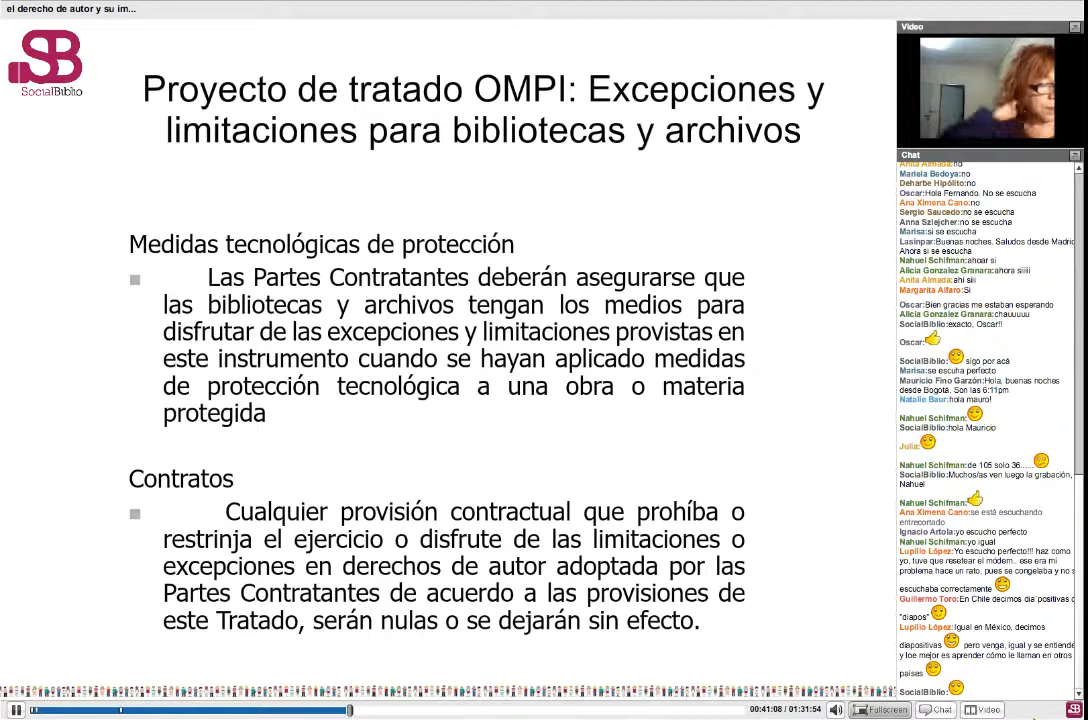 el derecho de autor y su im...
SB
SocialBiblio
Proyecto de tratado OMPI: Excepciones y
limitaciones para bibliotecas y archivos
Medidas tecnológicas de protección
Las Partes Contratantes deberán asegurarse que
las bibliotecas y archivos tengan los medios para
disfrutar de las excepciones y limitaciones provistas en
este instrumento cuando se hayan aplicado medidas
de protección tecnológica a una obra o materia
protegida
Contratos
Cualquier provisión contractual que prohíba o
restrinja el ejercicio o disfrute de las limitaciones o
excepciones en derechos de autor adoptada por las
Partes Contratantes de acuerdo a las provisiones de
este Tratado, serán nulas o se dejarán sin efecto.
Video
Chat
Anita Almada:no
Mariela Bedoya:no
Deharbe Hipólito:no
Oscar:Hola Fernando. No se escucha
Ana Ximena Cano:no
Sergio Saucedo:no se escucha
Anna Szlejcher:no se escucha
Marisa:si se escucha
Lasinpar:Buenas noches. Saludos desde Madrid
Ahora si se escucha
Nahuel Schifman:ahoar si
Alicia Gonzalez Granara:ahora siiiii
Anita Almada:ahi siii
Margarita Alfaro:Si
Oscar:Bien gracias me estaban esperando
Alicia Gonzalez Granara:chauuuuu
SocialBiblio:exacto, Oscar!!
Oscar:
SocialBiblio: sigo por acá
Marisa:se escuha perfecto
Mauricio Fino Garzón:Hola, buenas noches
desde Bogotá. Son las 6:11pm
Natalie Baur:hola mauro!
Nahuel Schifman:
SocialBiblio:hola Mauricio
Julia:
Nahuel Schifman:de 105 solo 36......
SocialBiblio:Muchos/as ven luego la grabación,
Nahuel
Nahuel Schifman:
Ana Ximena Cano:se está escuchando
entrecortado
Ignacio Artola:yo escucho perfecto
Nahuel Schifman:yo igual
Lupillo López:Yo escucho perfecto!!! haz como
yo, tuve que resetear el módem.. ese era mi
problema hace un rato, pues se congelaba y no s
escuchaba correctamente
Guillermo Toro:En Chile decimos dia´positivas o
"diapos"
Lupillo López:Igual en México, decimos
diapositivas pero venga, igual y se entiende
y loe mejor es aprender cómo le llaman en otros
paises
SocialBiblio:
00:41:08 / 01:31:54
Fullscreen
Chat
Video
SB